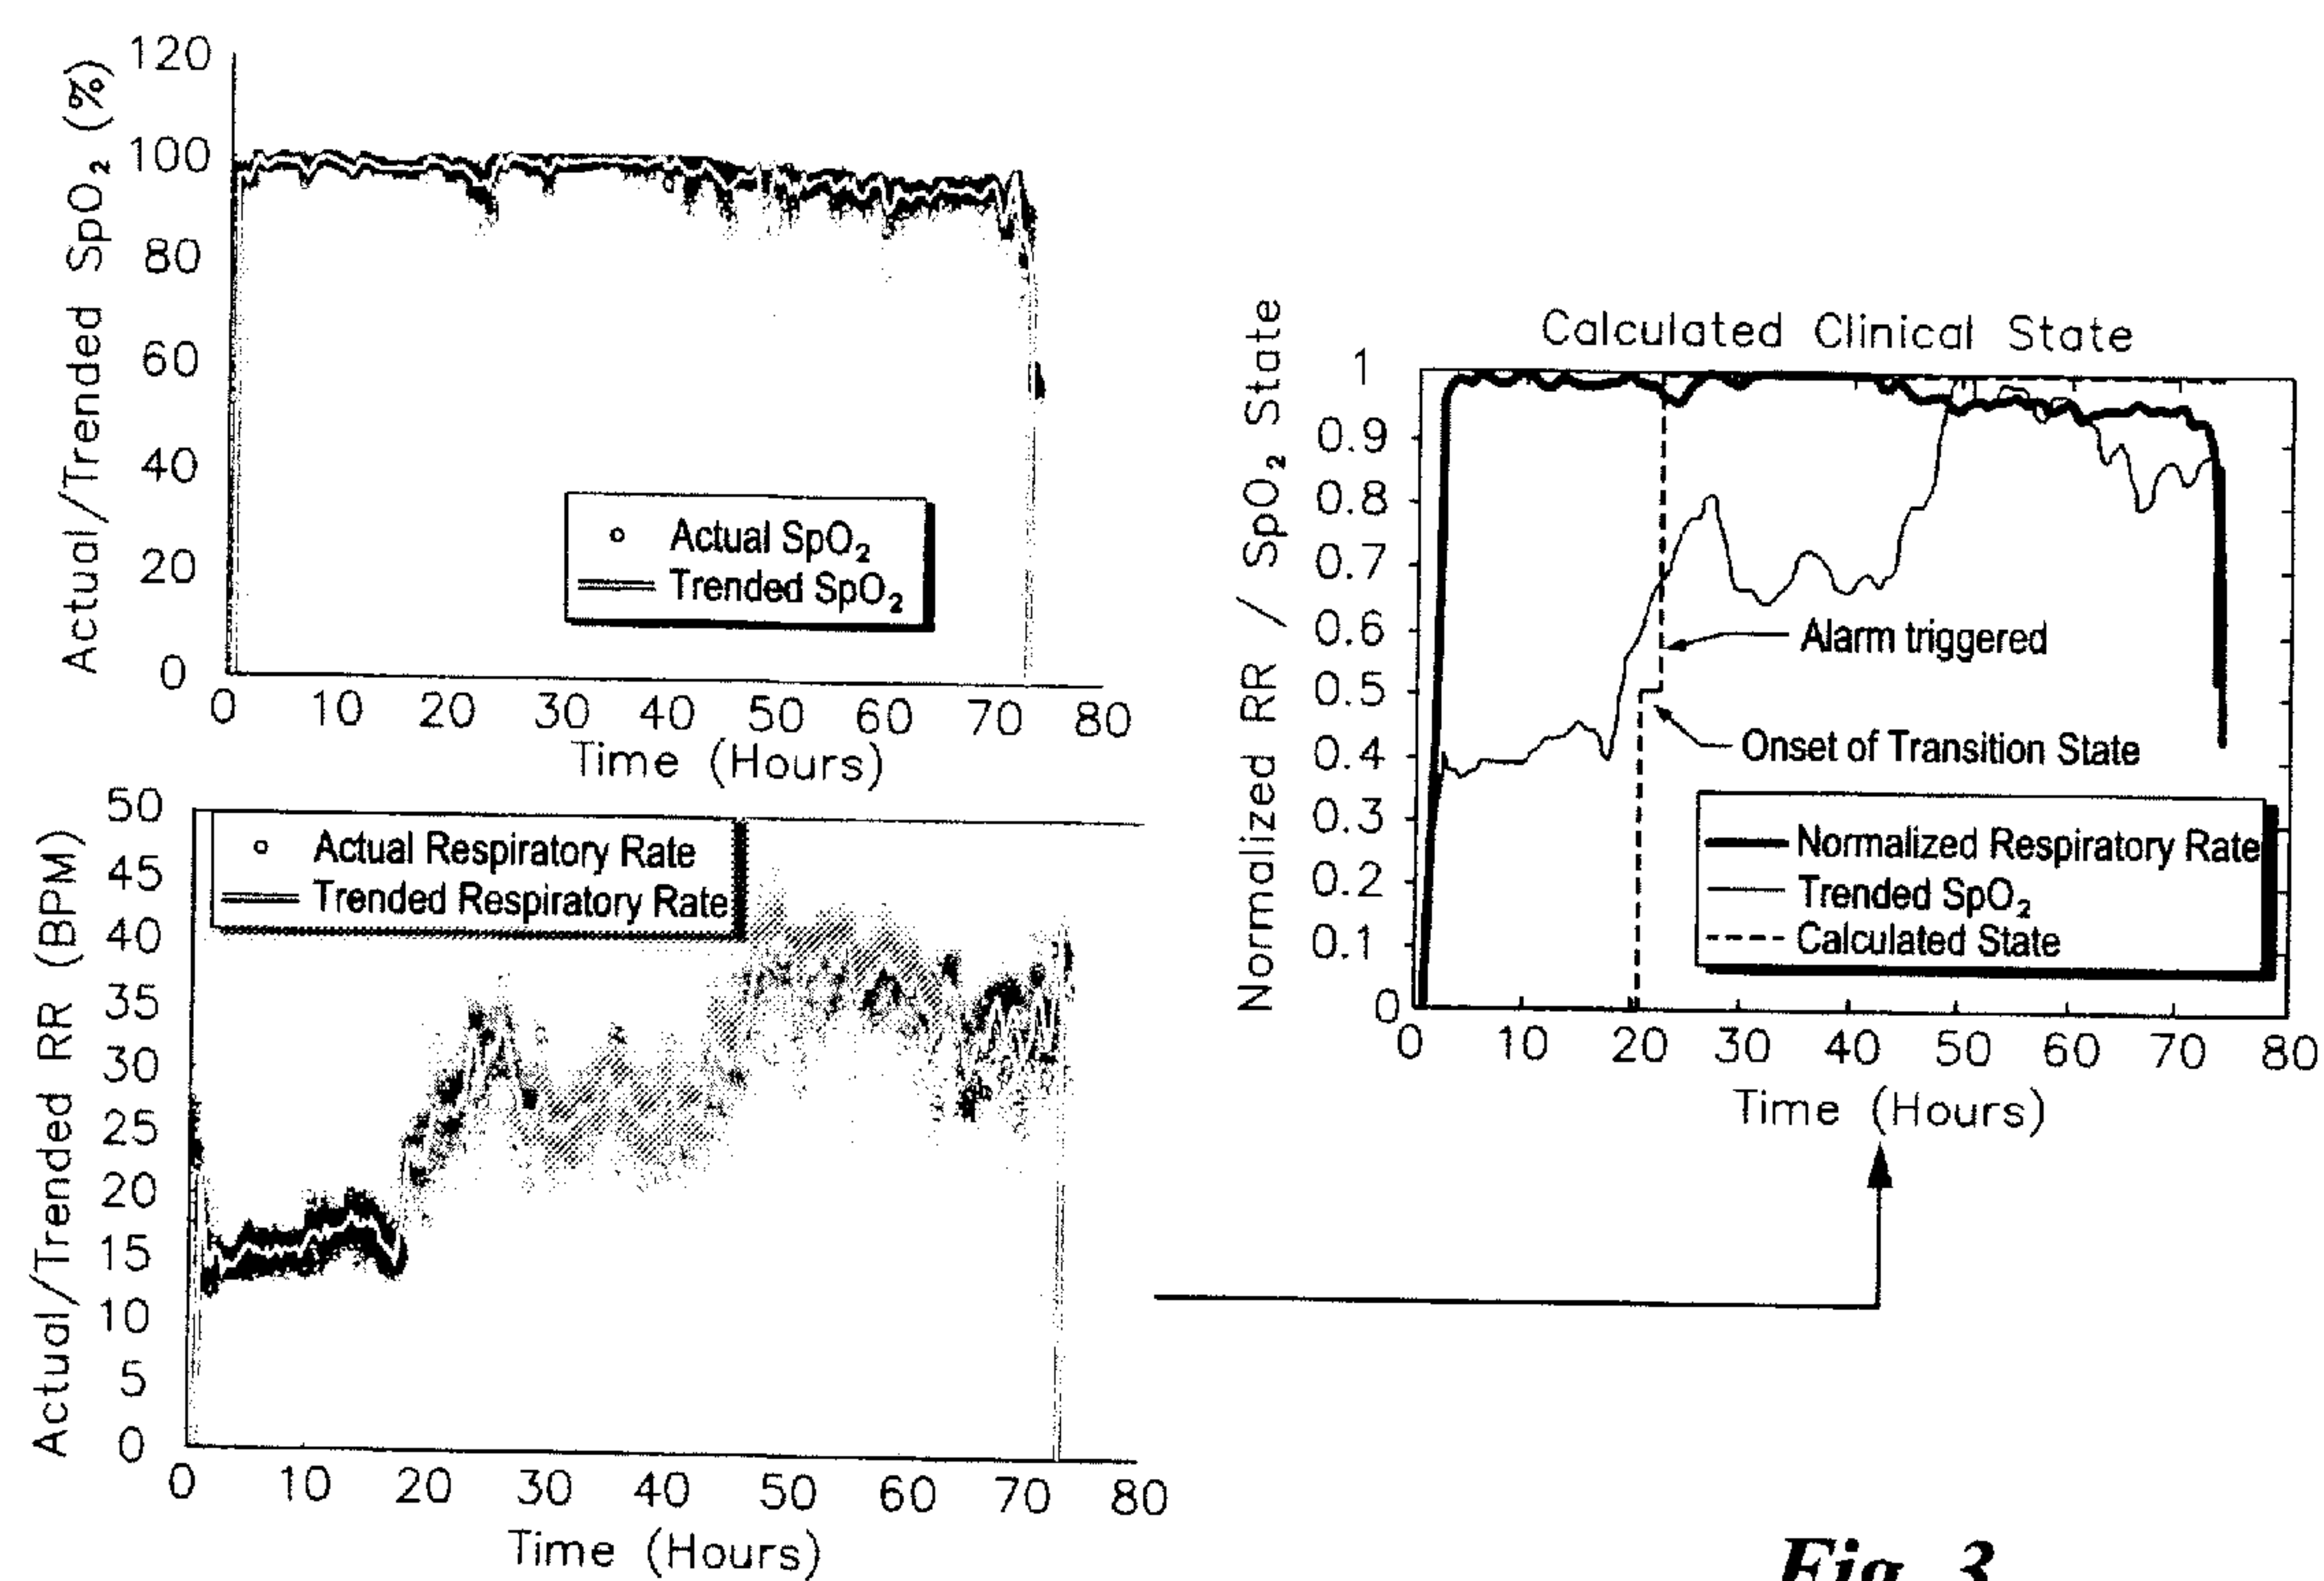 Actual/Trended SpO₂ (%)
120
100
80
60
40
20
0
0 10 20 30 40 50 60 70 80
Time (Hours)
Actual SpO₂
Trended SpO₂
Actual/Trended RR (BPM)
50
45
40
35
30
25
20
15
10
5
0
0 10 20 30 40 50 60 70 80
Time (Hours)
Actual Respiratory Rate
Trended Respiratory Rate
Calculated Clinical State
Normalized RR / SpO₂ State
1
0.9
0.8
0.7
0.6
0.5
0.4
0.3
0.2
0.1
0
0 10 20 30 40 50 60 70 80
Time (Hours)
Alarm triggered
Onset of Transition State
Normalized Respiratory Rate
Trended SpO₂
Calculated State
Fig. 3